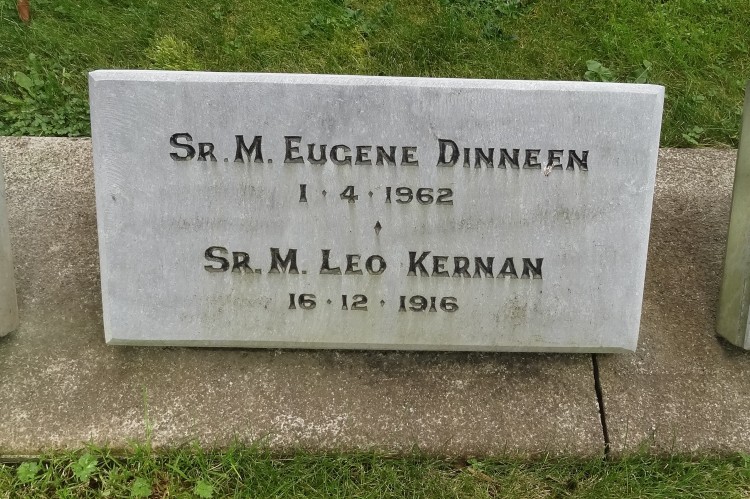 Sr. M. Eugene Dinneen
1 · 4 · 1962
Sr. M. Leo Kernan
16 · 12 · 1916